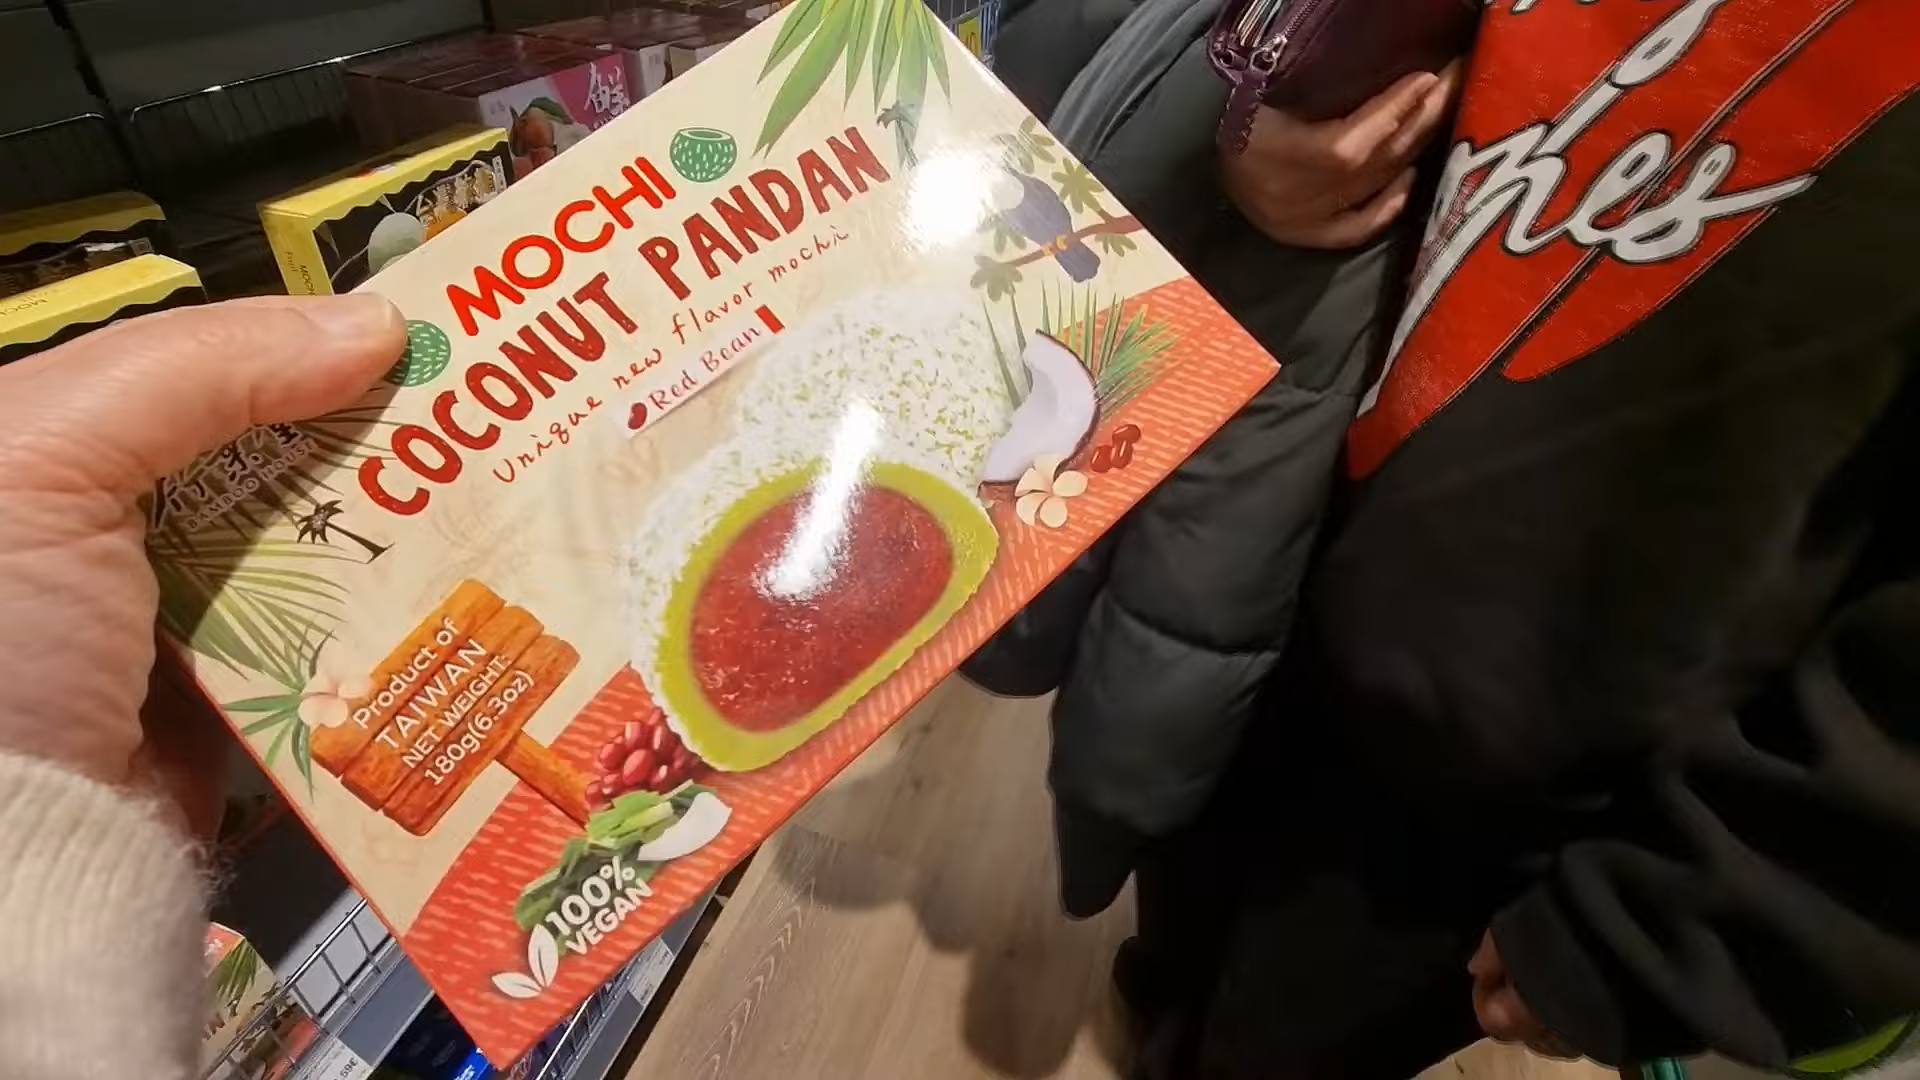 MOCHI
COCONUT PANDAN
Unique new flavor mochi
Red Bean
BAMBOO HOUSE
Product of
TAIWAN
NET WEIGHT:
180g(6.3oz)
100%
VEGAN